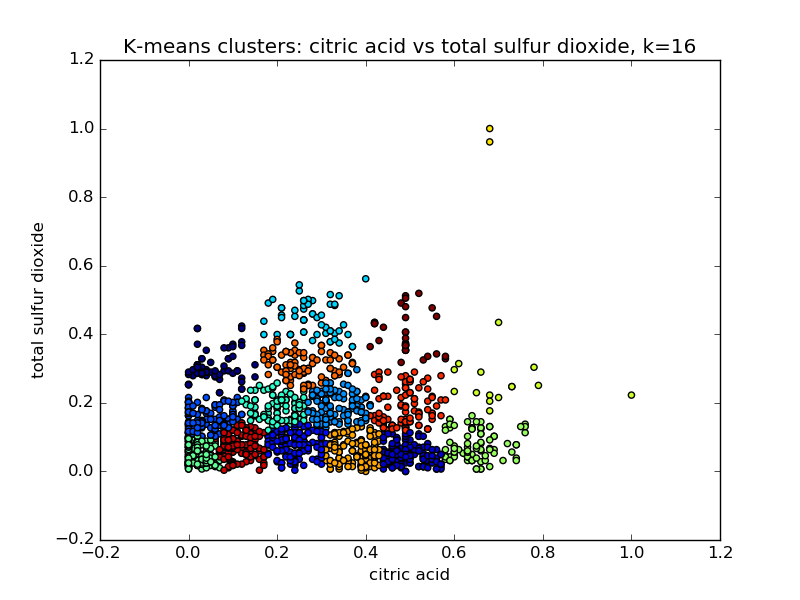 K-means clusters: citric acid vs total sulfur dioxide, k=16
1.2
1.0
0.8
0.6
0.4
0.2
0.0
−0.2
total sulfur dioxide
−0.2 0.0 0.2 0.4 0.6 0.8 1.0 1.2
citric acid